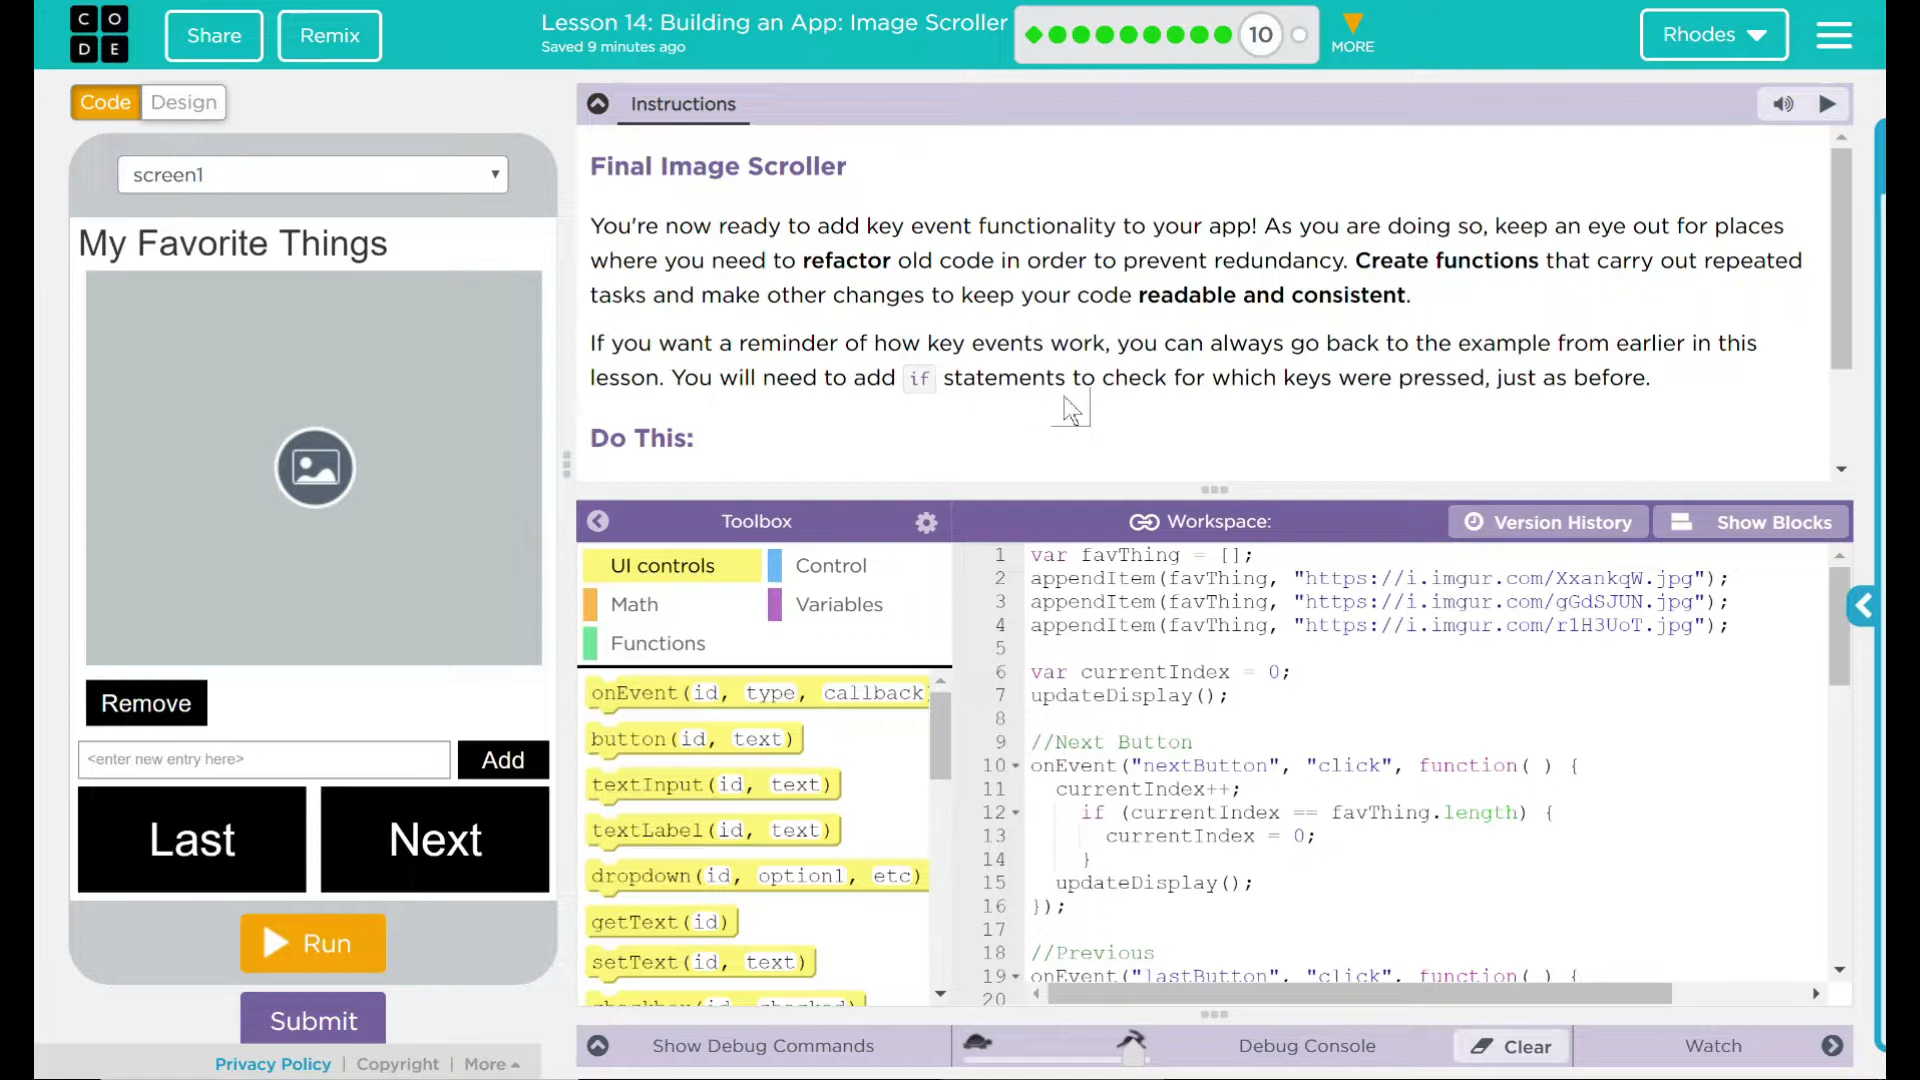 CODE
Share
Remix
Lesson 14: Building an App: Image Scroller
Saved 9 minutes ago
10
MORE
Rhodes
Code
Design
screen1
My Favorite Things
Remove
<enter new entry here>
Add
Last
Next
Run
Submit
Privacy Policy | Copyright | More
Instructions
Final Image Scroller
You're now ready to add key event functionality to your app! As you are doing so, keep an eye out for places
where you need to refactor old code in order to prevent redundancy. Create functions that carry out repeated
tasks and make other changes to keep your code readable and consistent.
If you want a reminder of how key events work, you can always go back to the example from earlier in this
lesson. You will need to add if statements to check for which keys were pressed, just as before.
Do This:
Toolbox
UI controls
Control
Math
Variables
Functions
onEvent(id, type, callback
button(id, text)
textInput(id, text)
textLabel(id, text)
dropdown(id, option1, etc)
getText(id)
setText(id, text)
Workspace:
Version History
Show Blocks
1 var favThing = [];
2 appendItem(favThing, "https://i.imgur.com/XxankqW.jpg");
3 appendItem(favThing, "https://i.imgur.com/gGdSJUN.jpg");
4 appendItem(favThing, "https://i.imgur.com/r1H3UoT.jpg");
5
6 var currentIndex = 0;
7 updateDisplay();
8
9 //Next Button
10 onEvent("nextButton", "click", function( ) {
11 currentIndex++;
12 if (currentIndex == favThing.length) {
13 currentIndex = 0;
14 }
15 updateDisplay();
16 });
17
18 //Previous
19 onEvent("lastButton", "click", function( ) {
20
Show Debug Commands
Debug Console
Clear
Watch